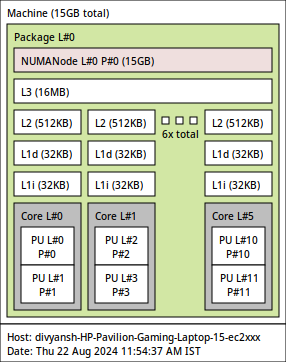 Machine (15GB total)
Package L#0
NUMANode L#0 P#0 (15GB)
L3 (16MB)
L2 (512KB) L2 (512KB) L2 (512KB)
6x total
L1d (32KB) L1d (32KB) L1d (32KB)
L1i (32KB) L1i (32KB) L1i (32KB)
Core L#0 Core L#1 Core L#5
PU L#0 PU L#2 PU L#10
P#0 P#2 P#10
PU L#1 PU L#3 PU L#11
P#1 P#3 P#11
Host: divyansh-HP-Pavilion-Gaming-Laptop-15-ec2xxx
Date: Thu 22 Aug 2024 11:54:37 AM IST